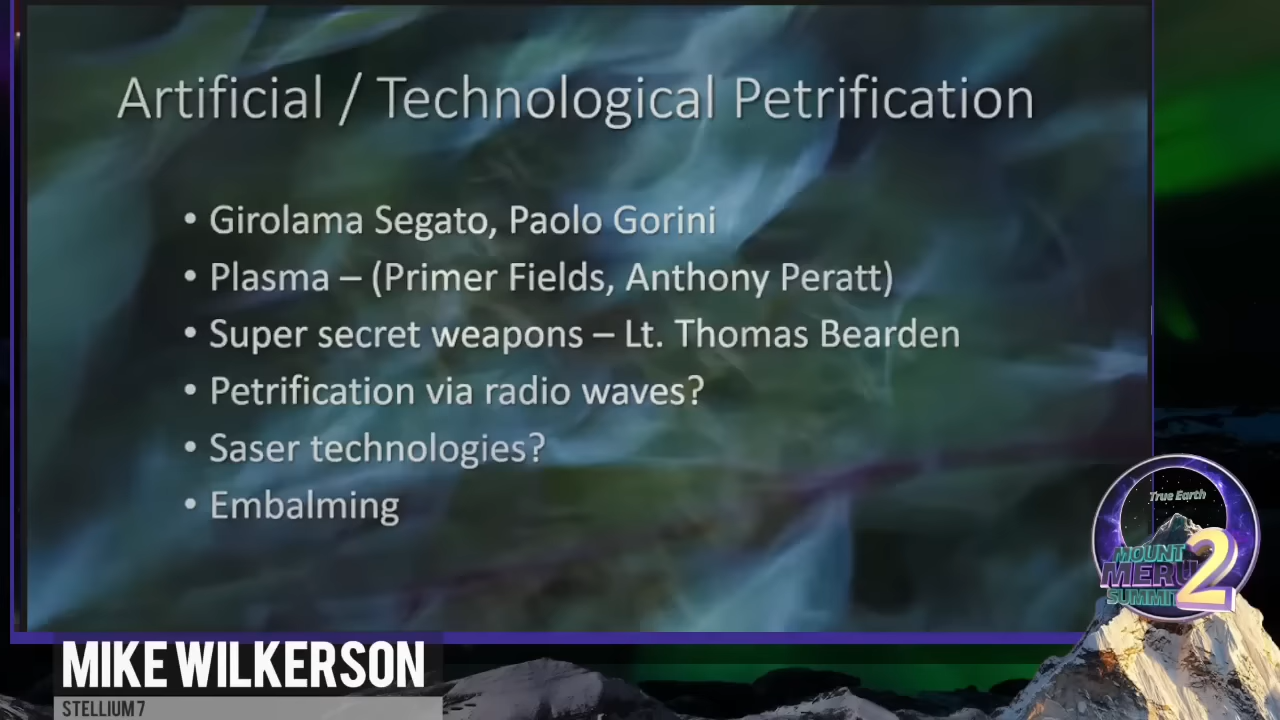 Artificial / Technological Petrification
• Girolama Segato, Paolo Gorini
• Plasma – (Primer Fields, Anthony Peratt)
• Super secret weapons – Lt. Thomas Bearden
• Petrification via radio waves?
• Saser technologies?
• Embalming
True Earth
MOUNT
MERU
SUMMIT
2
MIKE WILKERSON
STELLIUM 7